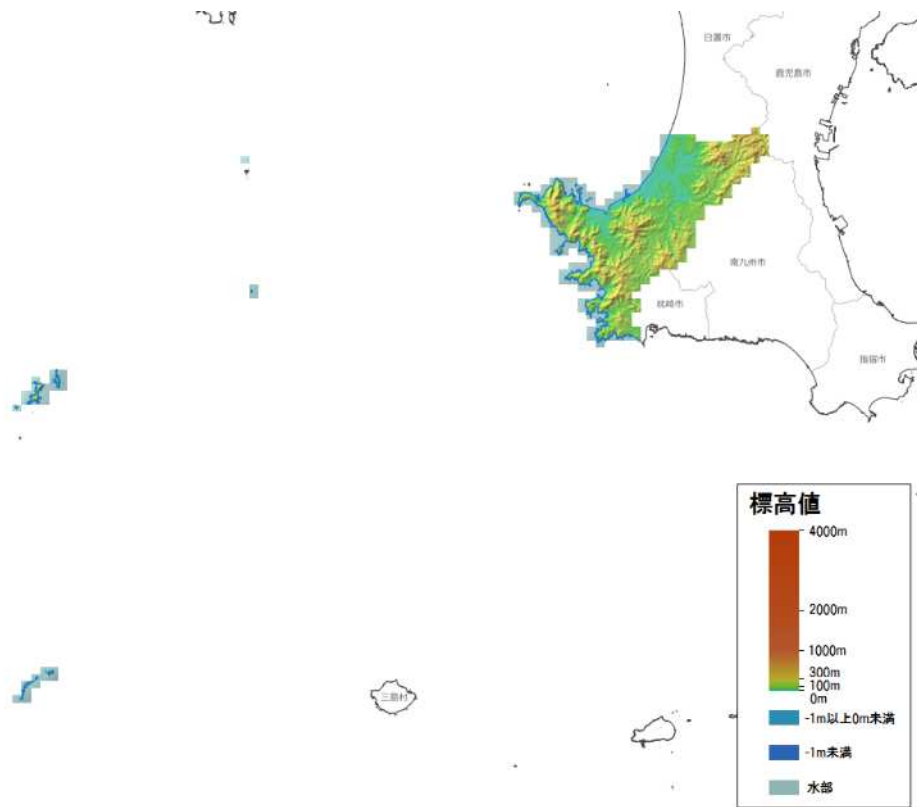 日置市
鹿児島市
南九州市
枕崎市
指宿市
三島村
標高値
4000m
2000m
1000m
300m
100m
0m
-1m以上0m未満
-1m未満
水部